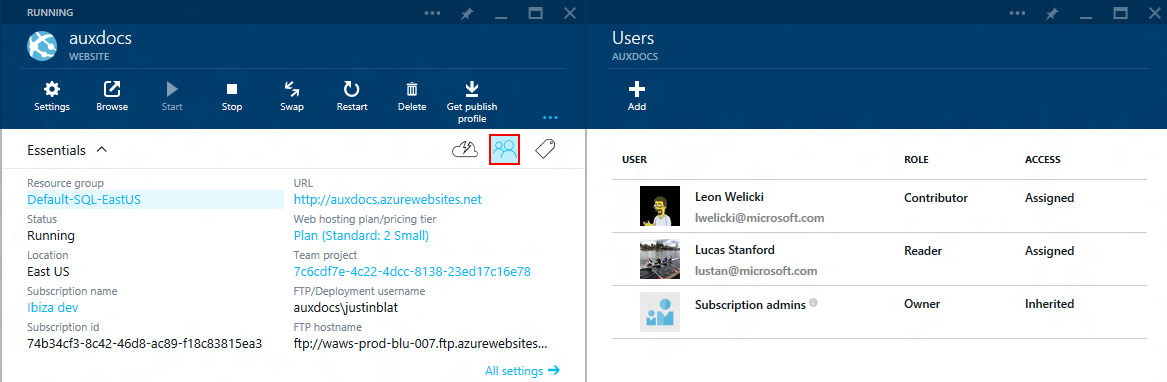 RUNNING
auxdocs
WEBSITE
Settings
Browse
Start
Stop
Swap
Restart
Delete
Get publish
profile
Essentials
Resource group
Default-SQL-EastUS
Status
Running
Location
East US
Subscription name
Ibiza dev
Subscription id
74b34cf3-8c42-46d8-ac89-f18c83815ea3
URL
http://auxdocs.azurewebsites.net
Web hosting plan/pricing tier
Plan (Standard: 2 Small)
Team project
7c6cdf7e-4c22-4dcc-8138-23ed17c16e78
FTP/Deployment username
auxdocs\justinblat
FTP hostname
ftp://waws-prod-blu-007.ftp.azurewebsites...
All settings
Users
AUXDOCS
Add
USER ROLE ACCESS
Leon Welicki Contributor Assigned
lwelicki@microsoft.com
Lucas Stanford Reader Assigned
lustan@microsoft.com
Subscription admins Owner Inherited